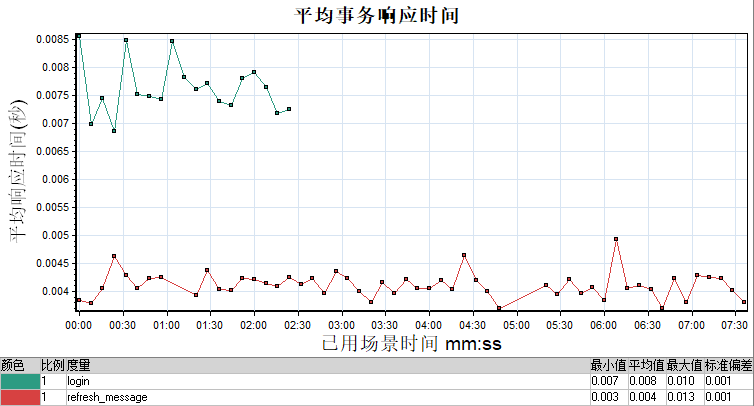 平均事务响应时间
平均响应时间(秒)
0.0085
0.008
0.0075
0.007
0.0065
0.006
0.0055
0.005
0.0045
0.004
00:00 00:30 01:00 01:30 02:00 02:30 03:00 03:30 04:00 04:30 05:00 05:30 06:00 06:30 07:00 07:30
已用场景时间 mm:ss
颜色 比例 度量 最小值 平均值 最大值 标准偏差
1 login 0.007 0.008 0.010 0.001
1 refresh_message 0.003 0.004 0.013 0.001